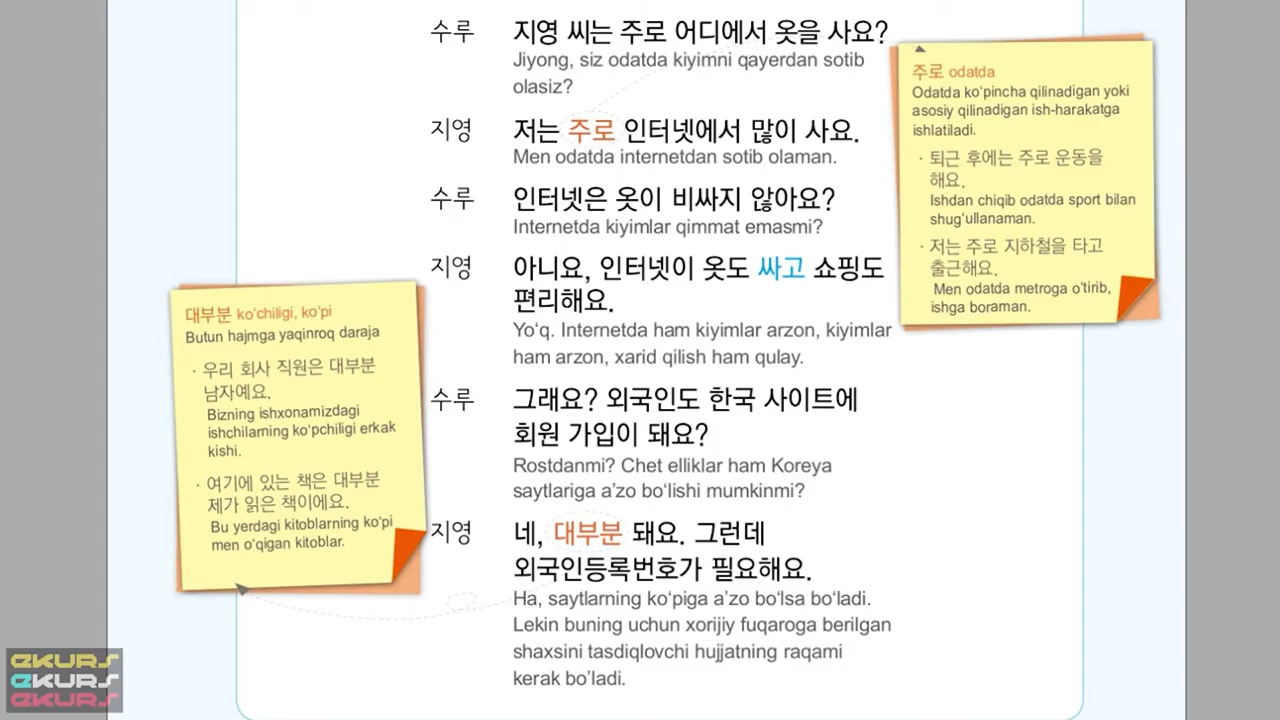 수루 지영 씨는 주로 어디에서 옷을 사요?
Jiyong, siz odatda kiyimni qayerdan sotib
olasiz?
지영 저는 주로 인터넷에서 많이 사요.
Men odatda internetdan sotib olaman.
수루 인터넷은 옷이 비싸지 않아요?
Internetda kiyimlar qimmat emasmi?
지영 아니요, 인터넷이 옷도 싸고 쇼핑도
편리해요.
Yo‘q. Internetda ham kiyimlar arzon, kiyimlar
ham arzon, xarid qilish ham qulay.
수루 그래요? 외국인도 한국 사이트에
회원 가입이 돼요?
Rostdanmi? Chet elliklar ham Koreya
saytlariga a’zo bo‘lishi mumkinmi?
지영 네, 대부분 돼요. 그런데
외국인등록번호가 필요해요.
Ha, saytlarning ko‘piga a’zo bo‘lsa bo‘ladi.
Lekin buning uchun xorijiy fuqaroga berilgan
shaxsini tasdiqlovchi hujjatning raqami
kerak bo’ladi.
주로 odatda
Odatda ko‘pincha qilinadigan yoki
asosiy qilinadigan ish-harakatga
ishlatiladi.
· 퇴근 후에는 주로 운동을
해요.
Ishdan chiqib odatda sport bilan
shug‘ullanaman.
· 저는 주로 지하철을 타고
출근해요.
Men odatda metroga o‘tirib,
ishga boraman.
대부분 ko‘chiligi, ko‘pi
Butun hajmga yaqinroq daraja
· 우리 회사 직원은 대부분
남자예요.
Bizning ishxonamizdagi
ishchilarning ko‘pchiligi erkak
kishi.
· 여기에 있는 책은 대부분
제가 읽은 책이에요.
Bu yerdagi kitoblarning ko‘pi
men o‘qigan kitoblar.
EKURS
EKURS
EKURS